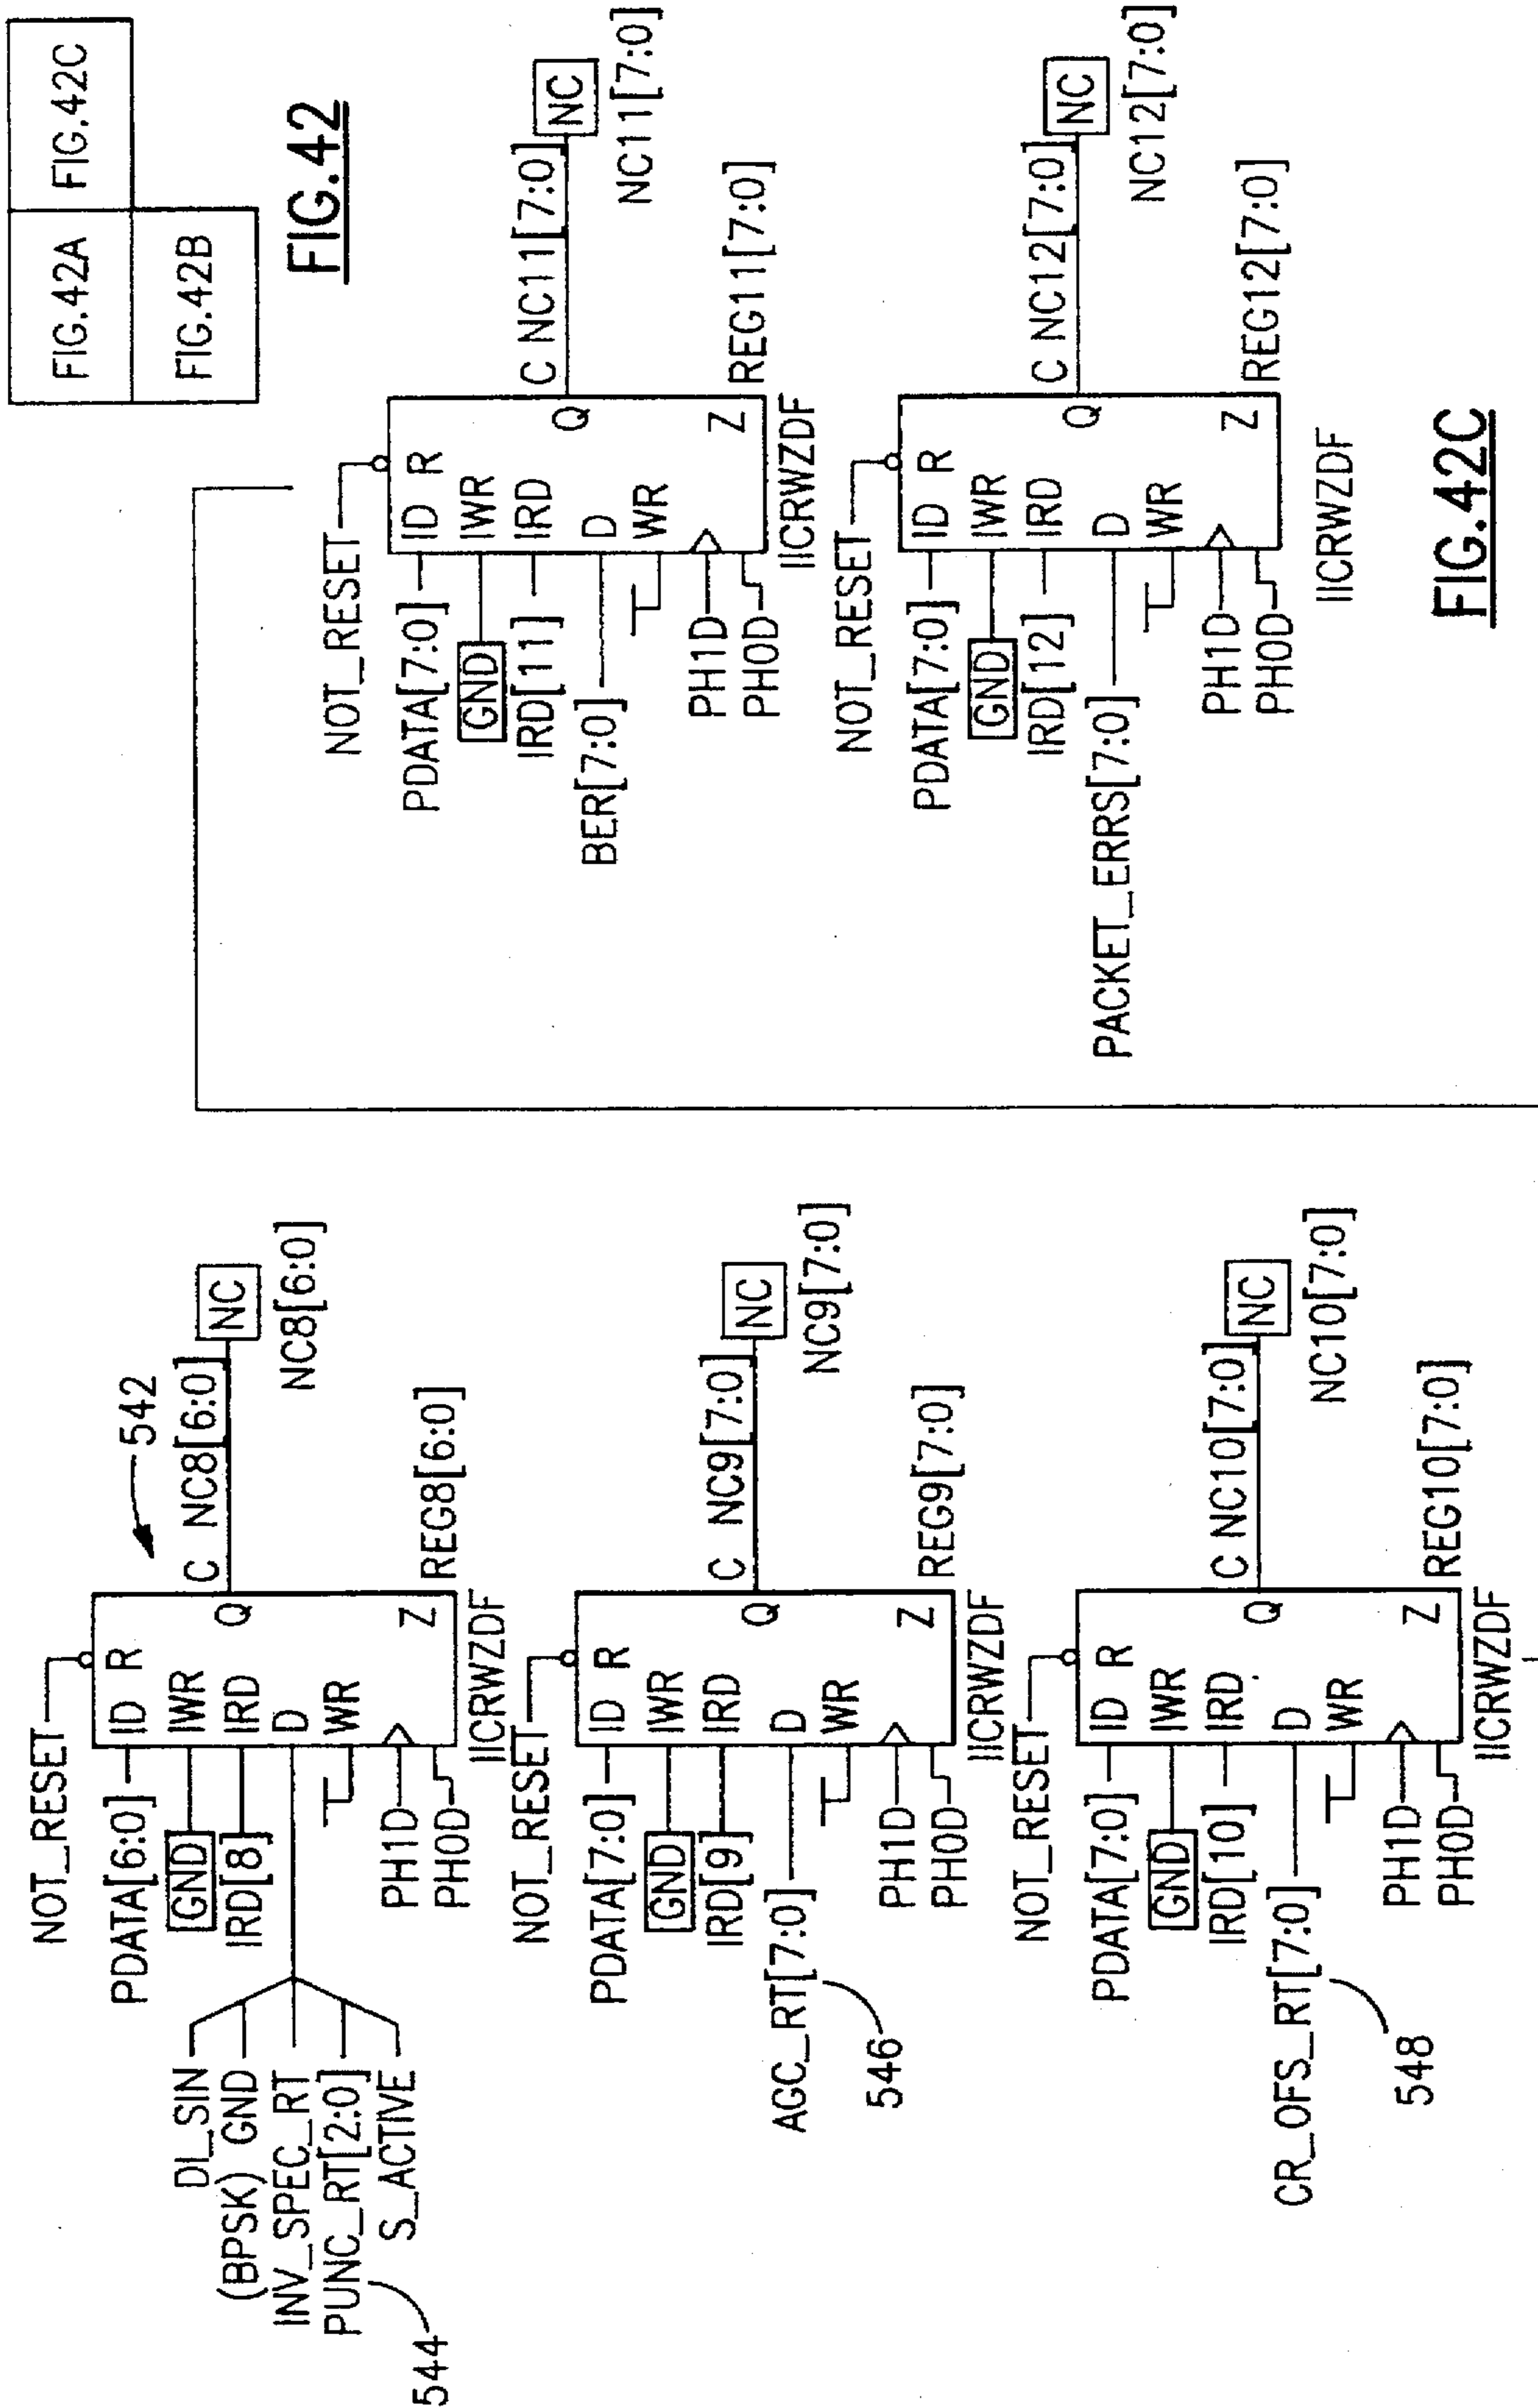 FIG.42A
FIG.42C
FIG.42B
FIG.42
NOT_RESET
PDATA[6:0]
GND
IRD[8]
DI_SIN
(BPSK) GND
INV_SPEC_RT
PUNC_RT[2:0]
S_ACTIVE
544
PH1D
PH0D
ID R
IWR
IRD
D
WR
Q
Z
542
C NC8[6:0]
NC
NC8[6:0]
REG8[6:0]
IICRWZDF
NOT_RESET
PDATA[7:0]
GND
IRD[9]
AGC_RT[7:0]
546
PH1D
PH0D
ID R
IWR
IRD
D
WR
Q
Z
C NC9[7:0]
NC
NC9[7:0]
REG9[7:0]
IICRWZDF
NOT_RESET
PDATA[7:0]
GND
IRD[10]
CR_OFS_RT[7:0]
548
PH1D
PH0D
ID R
IWR
IRD
D
WR
Q
Z
C NC10[7:0]
NC
NC10[7:0]
REG10[7:0]
IICRWZDF
NOT_RESET
PDATA[7:0]
GND
IRD[11]
BER[7:0]
PH1D
PH0D
ID R
IWR
IRD
D
WR
Q
Z
C NC11[7:0]
NC
NC11[7:0]
REG11[7:0]
IICRWZDF
NOT_RESET
PDATA[7:0]
GND
IRD[12]
PACKET_ERRS[7:0]
PH1D
PH0D
ID R
IWR
IRD
D
WR
Q
Z
C NC12[7:0]
NC
NC12[7:0]
REG12[7:0]
IICRWZDF
FIG.42C